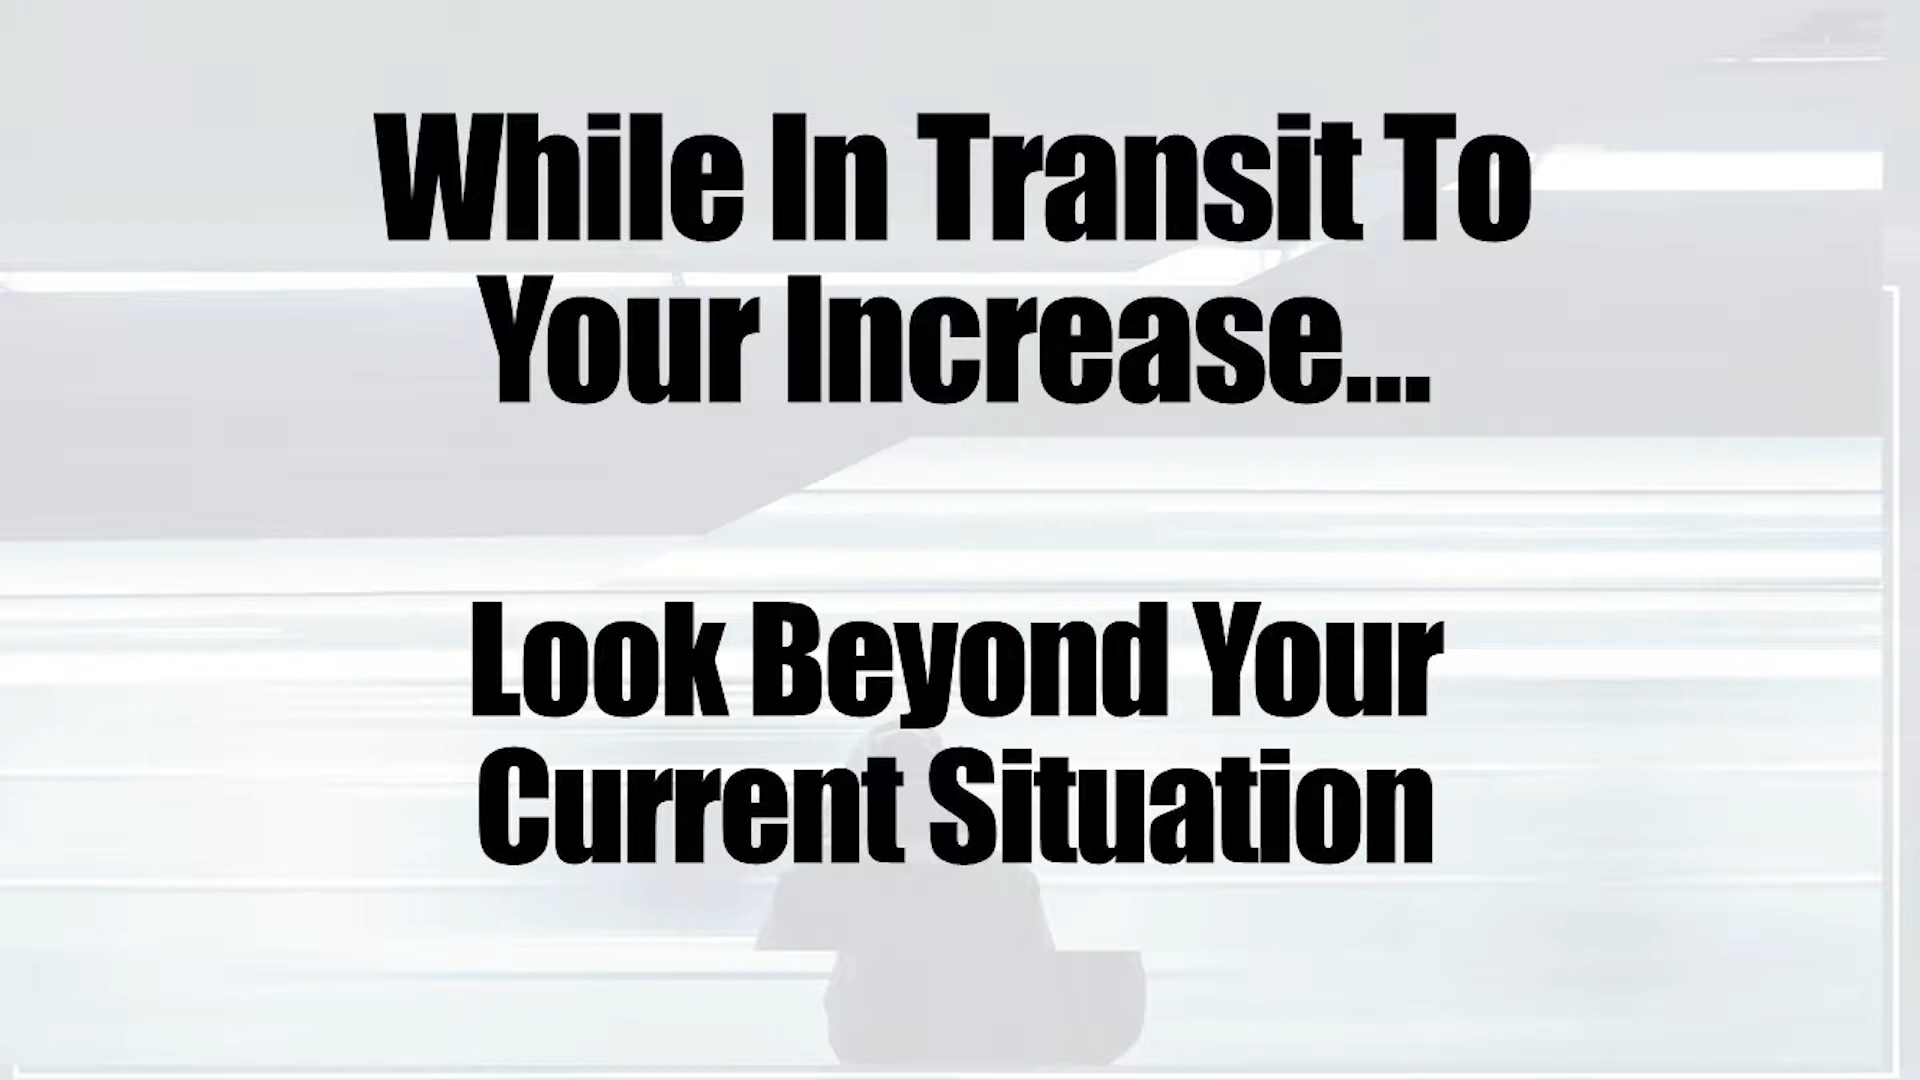 While In Transit To
Your Increase...
Look Beyond Your
Current Situation